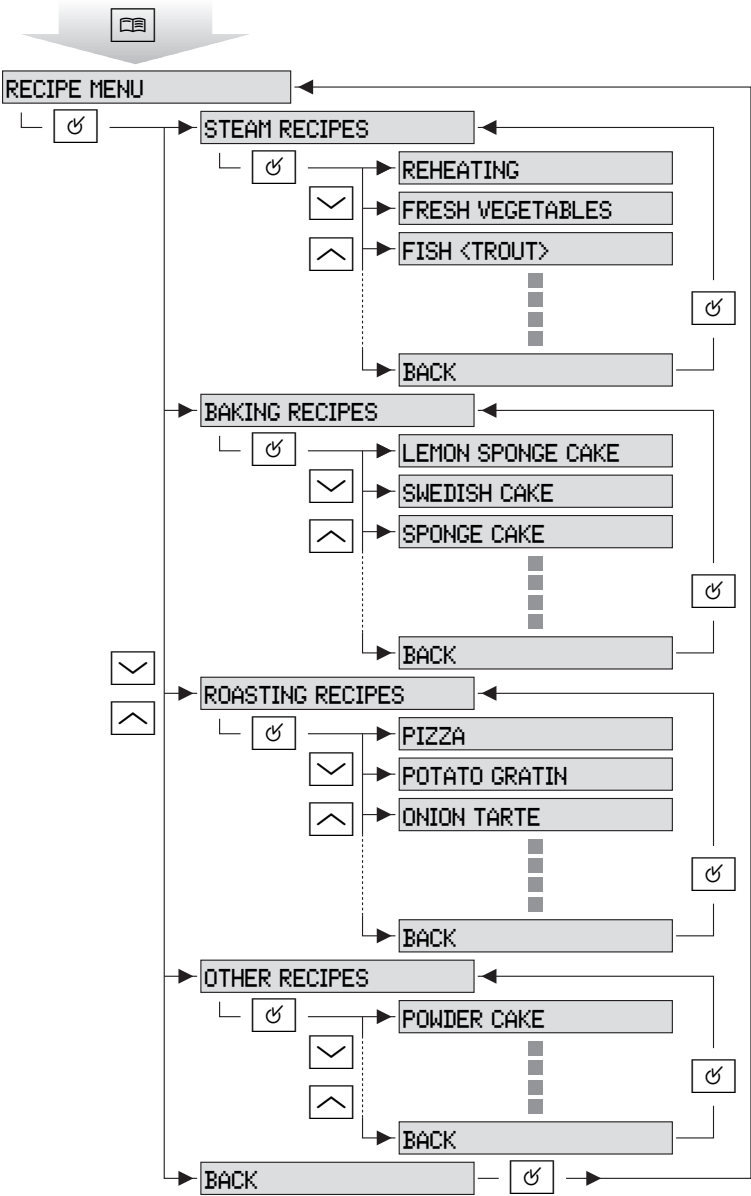 RECIPE MENU
STEAM RECIPES
REHEATING
FRESH VEGETABLES
FISH <TROUT>
BACK
BAKING RECIPES
LEMON SPONGE CAKE
SWEDISH CAKE
SPONGE CAKE
BACK
ROASTING RECIPES
PIZZA
POTATO GRATIN
ONION TARTE
BACK
OTHER RECIPES
POWDER CAKE
BACK
BACK